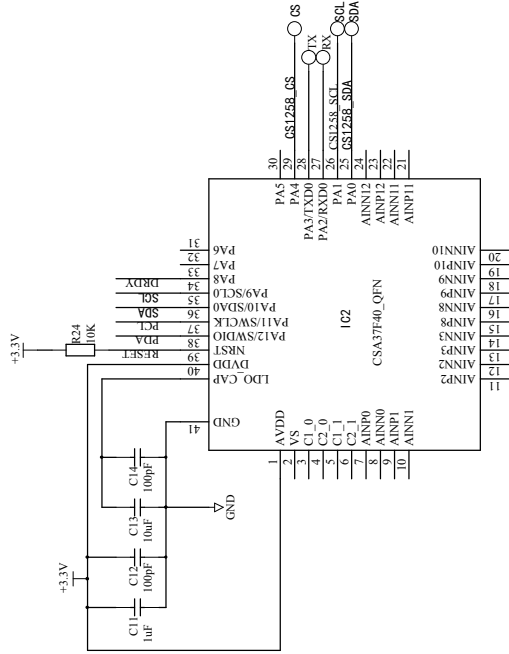 CS
TX
RX
SCL
SDA
CS1258_CS
CS1258_SCL
CS1258_SDA
30
29
28
27
26
25
24
23
22
21
PA5
PA4
PA3/TXD0
PA2/RXD0
PA1
PA0
AINN12
AINP12
AINN11
AINP11
+3.3V
R24
10K
DRDY
SCL
SDA
PCL
PDA
RESET
31
32
33
34
35
36
37
38
39
40
41
PA6
PA7
PA8
PA9/SCL0
PA10/SDA0
PA11/SWCLK
PA12/SWDIO
NRST
DVDD
LDO_CAP
GND
IC2
CSA37F40_QFN
AINN10
AINP10
AINN9
AINP9
AINN8
AINP8
AINN3
AINP3
AINN2
AINP2
20
19
18
17
16
15
14
13
12
11
+3.3V
C11
1uF
C12
100pF
C13
10uF
C14
100pF
GND
1
2
3
4
5
6
7
8
9
10
AVDD
VS
C1_0
C2_0
C1_1
C2_1
AINP0
AINN0
AINP1
AINN1